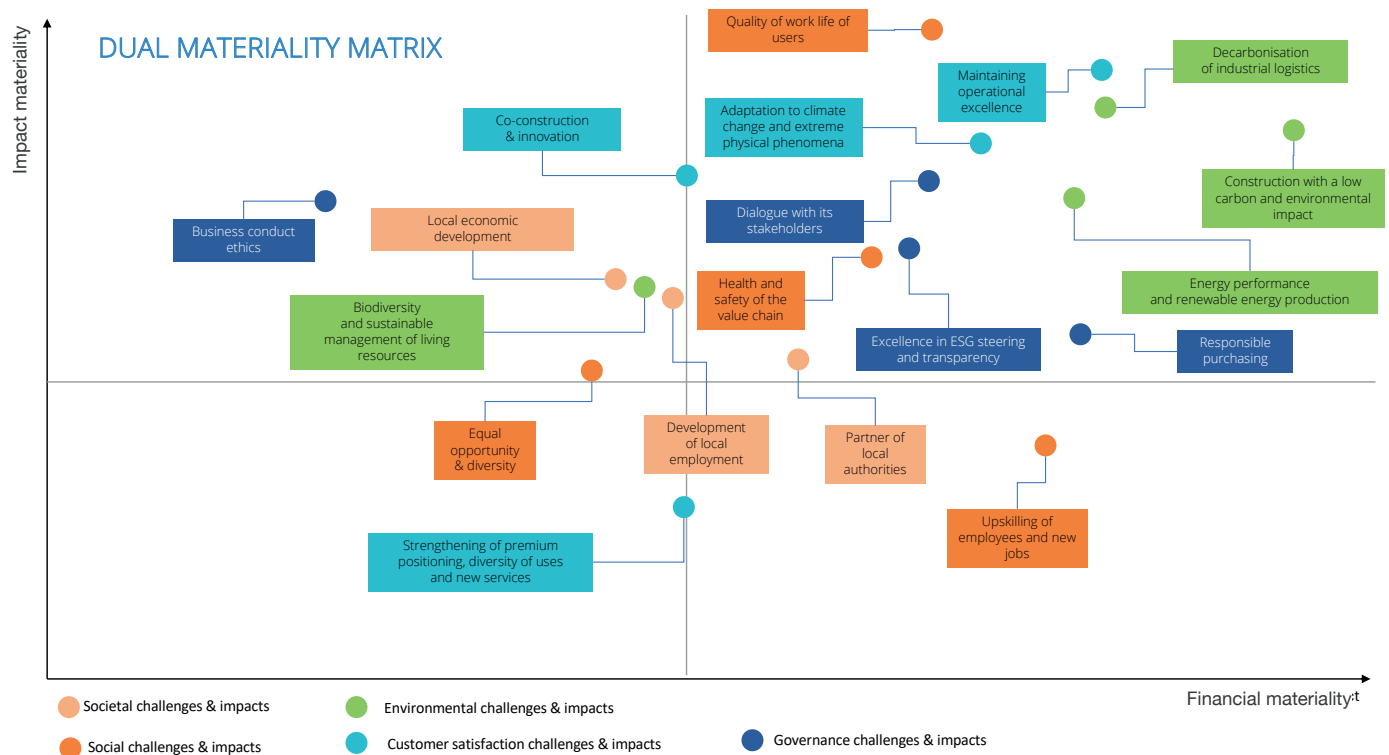 DUAL MATERIALITY MATRIX
Impact materiality
Quality of work life of
users
Maintaining
operational
excellence
Decarbonisation
of industrial logistics
Co-construction
& innovation
Adaptation to climate
change and extreme
physical phenomena
Construction with a low
carbon and environmental
impact
Business conduct
ethics
Local economic
development
Dialogue with its
stakeholders
Health and
safety of the
value chain
Energy performance
and renewable energy production
Biodiversity
and sustainable
management of living
resources
Excellence in ESG steering
and transparency
Responsible
purchasing
Equal
opportunity
& diversity
Development
of local
employment
Partner of
local
authorities
Upskilling of
employees and new
jobs
Strengthening of premium
positioning, diversity of uses
and new services
Financial materiality:t
Societal challenges & impacts
Environmental challenges & impacts
Social challenges & impacts
Customer satisfaction challenges & impacts
Governance challenges & impacts